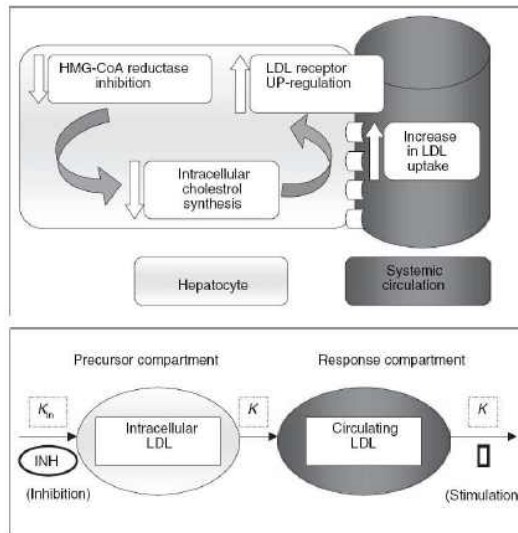 HMG-CoA reductase
inhibition
LDL receptor
UP-regulation
Increase
in LDL
uptake
Intracellular
cholestrol
synthesis
Hepatocyte
Systemic
circulation
Precursor compartment
Response compartment
Kin
K
K
Intracellular
LDL
Circulating
LDL
INH
(Inhibition)
(Stimulation)